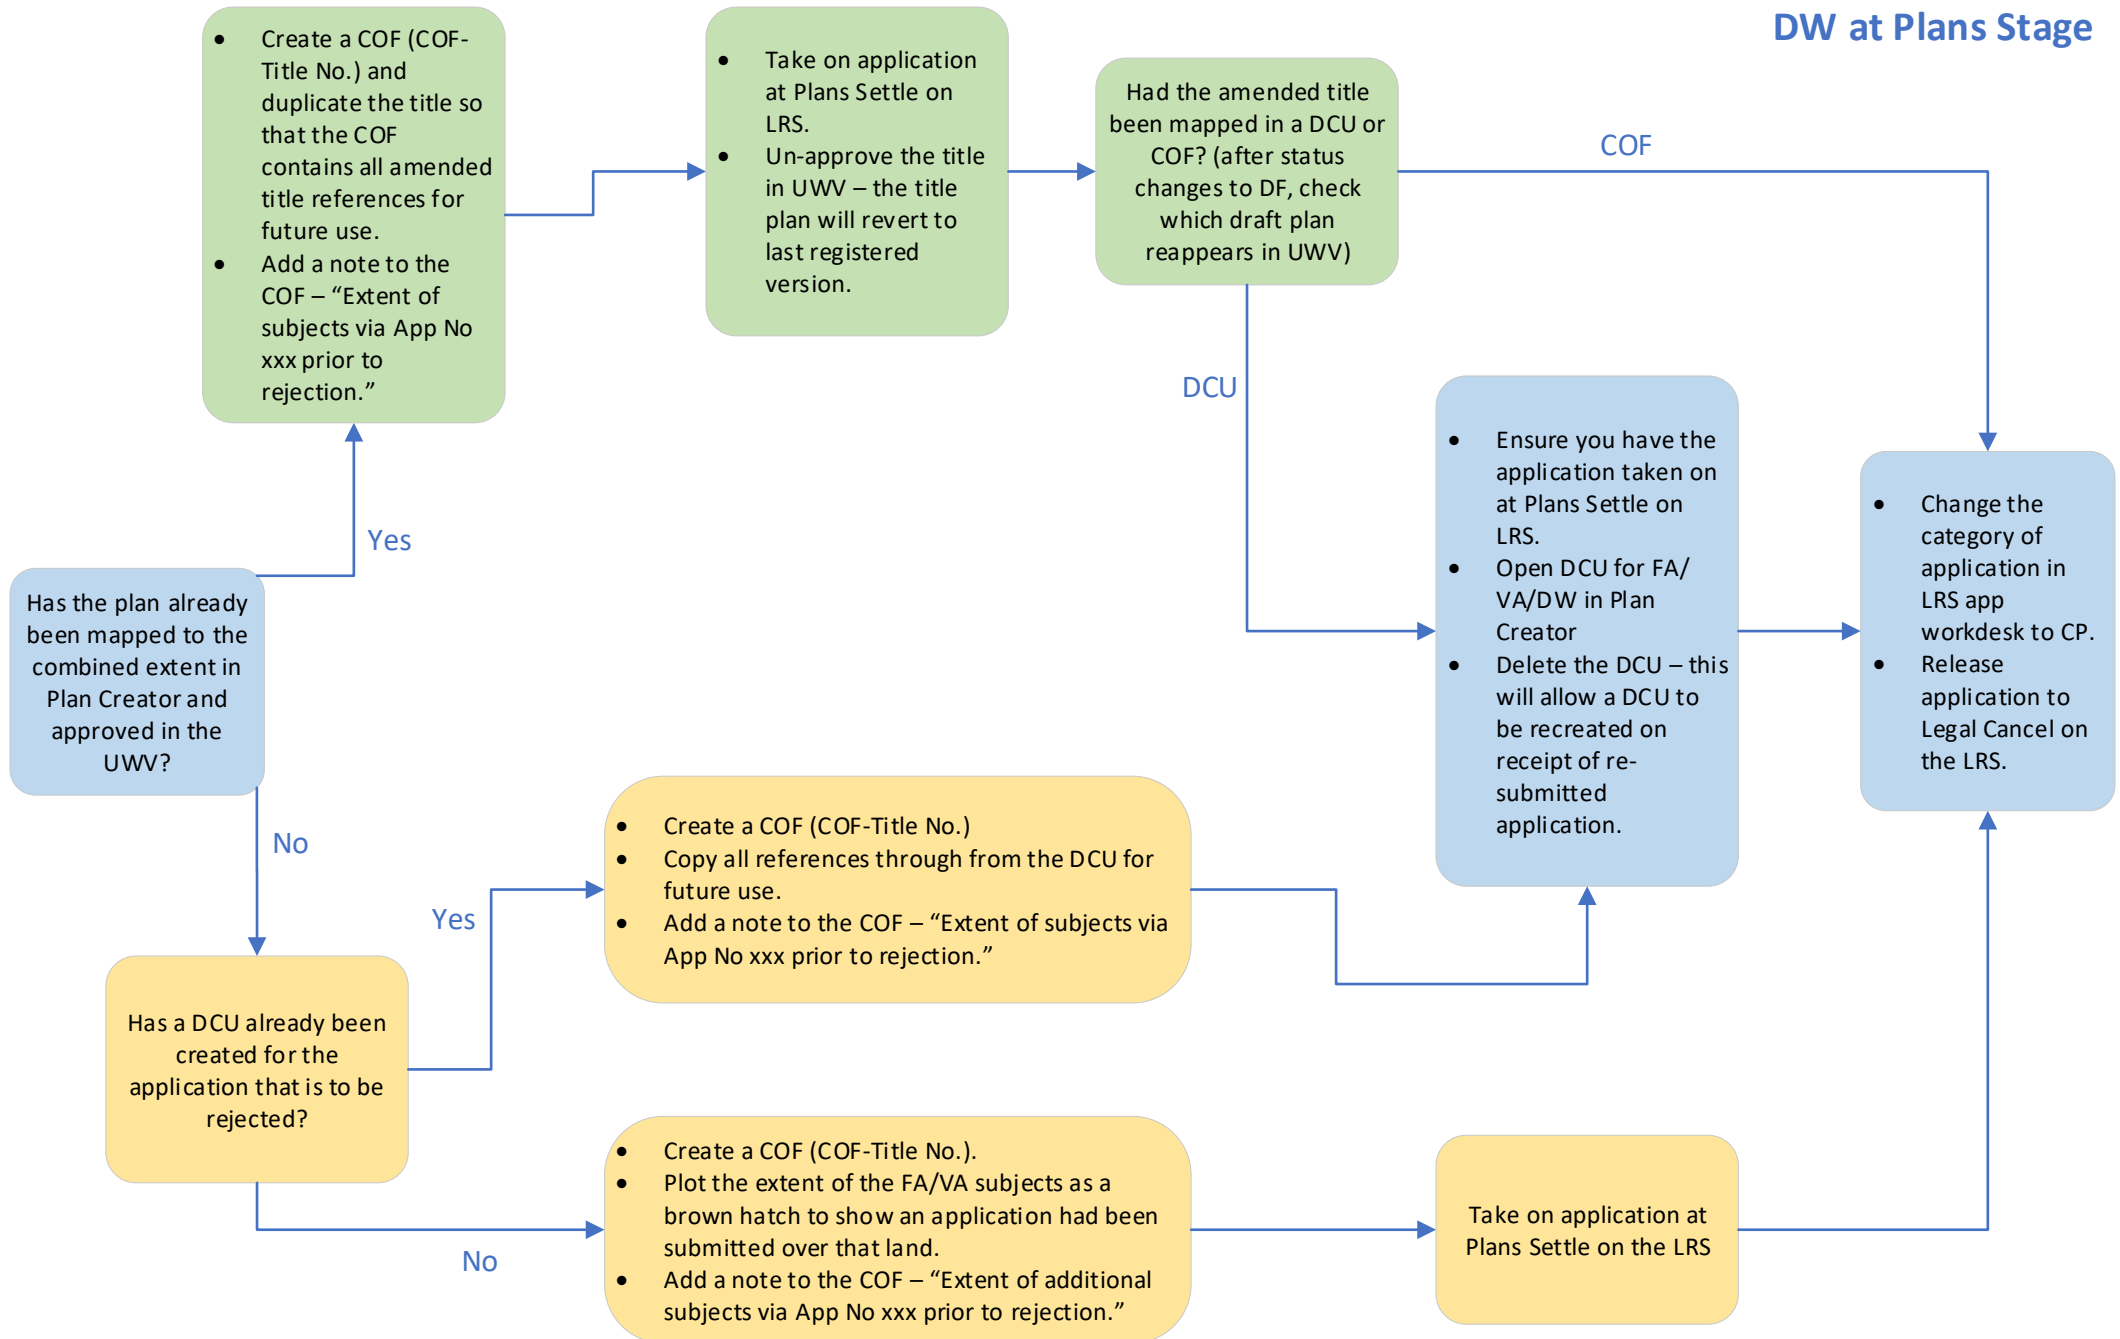 DW at Plans Stage
• Create a COF (COF-
Title No.) and
duplicate the title so
that the COF
contains all amended
title references for
future use.
• Add a note to the
COF – “Extent of
subjects via App No
xxx prior to
rejection.”
• Take on application
at Plans Settle on
LRS.
• Un-approve the title
in UWV – the title
plan will revert to
last registered
version.
Had the amended title
been mapped in a DCU or
COF? (after status
changes to DF, check
which draft plan
reappears in UWV)
COF
DCU
Yes
Has the plan already
been mapped to the
combined extent in
Plan Creator and
approved in the
UWV?
No
• Ensure you have the
application taken on
at Plans Settle on
LRS.
• Open DCU for FA/
VA/DW in Plan
Creator
• Delete the DCU – this
will allow a DCU to
be recreated on
receipt of re-
submitted
application.
• Change the
category of
application in
LRS app
workdesk to CP.
• Release
application to
Legal Cancel on
the LRS.
Has a DCU already been
created for the
application that is to be
rejected?
Yes
• Create a COF (COF-Title No.)
• Copy all references through from the DCU for
future use.
• Add a note to the COF – “Extent of subjects via
App No xxx prior to rejection.”
No
• Create a COF (COF-Title No.).
• Plot the extent of the FA/VA subjects as a
brown hatch to show an application had been
submitted over that land.
• Add a note to the COF – “Extent of additional
subjects via App No xxx prior to rejection.”
Take on application at
Plans Settle on the LRS